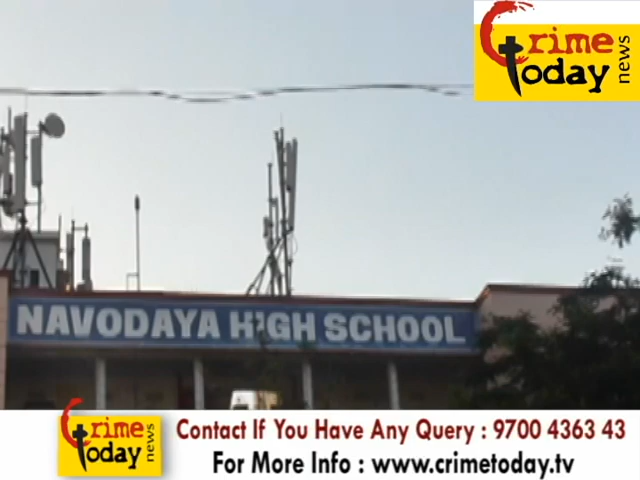 Crime
Today
news
NAVODAYA HIGH SCHOOL
Crime
Today
news
Contact If You Have Any Query : 9700 4363 43
For More Info : www.crimetoday.tv